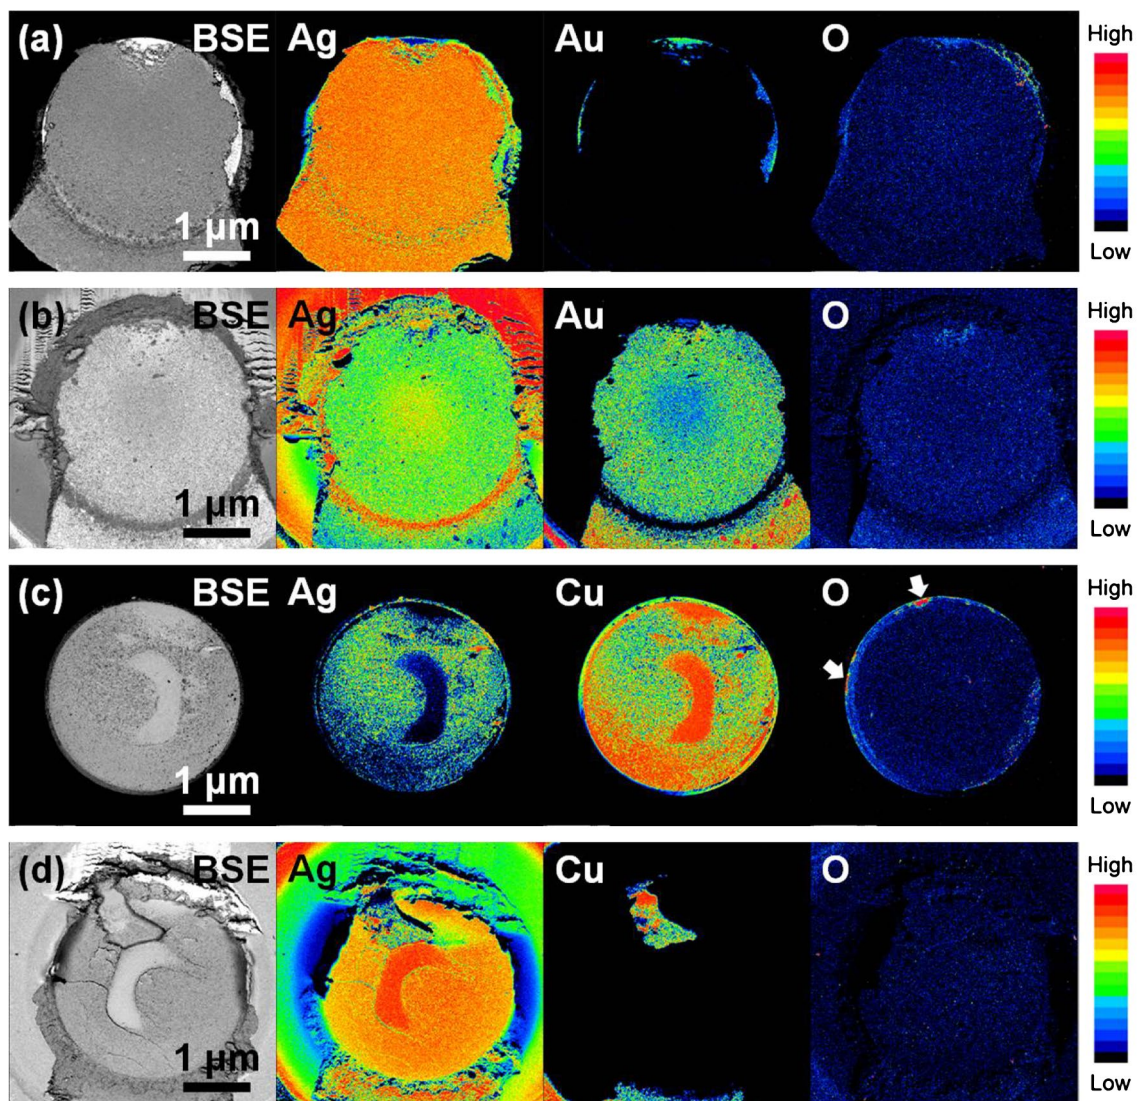 (a) BSE Ag Au O High
1 μm
Low
(b) BSE Ag Au O High
1 μm
Low
(c) BSE Ag Cu O High
1 μm
Low
(d) BSE Ag Cu O High
1 μm
Low